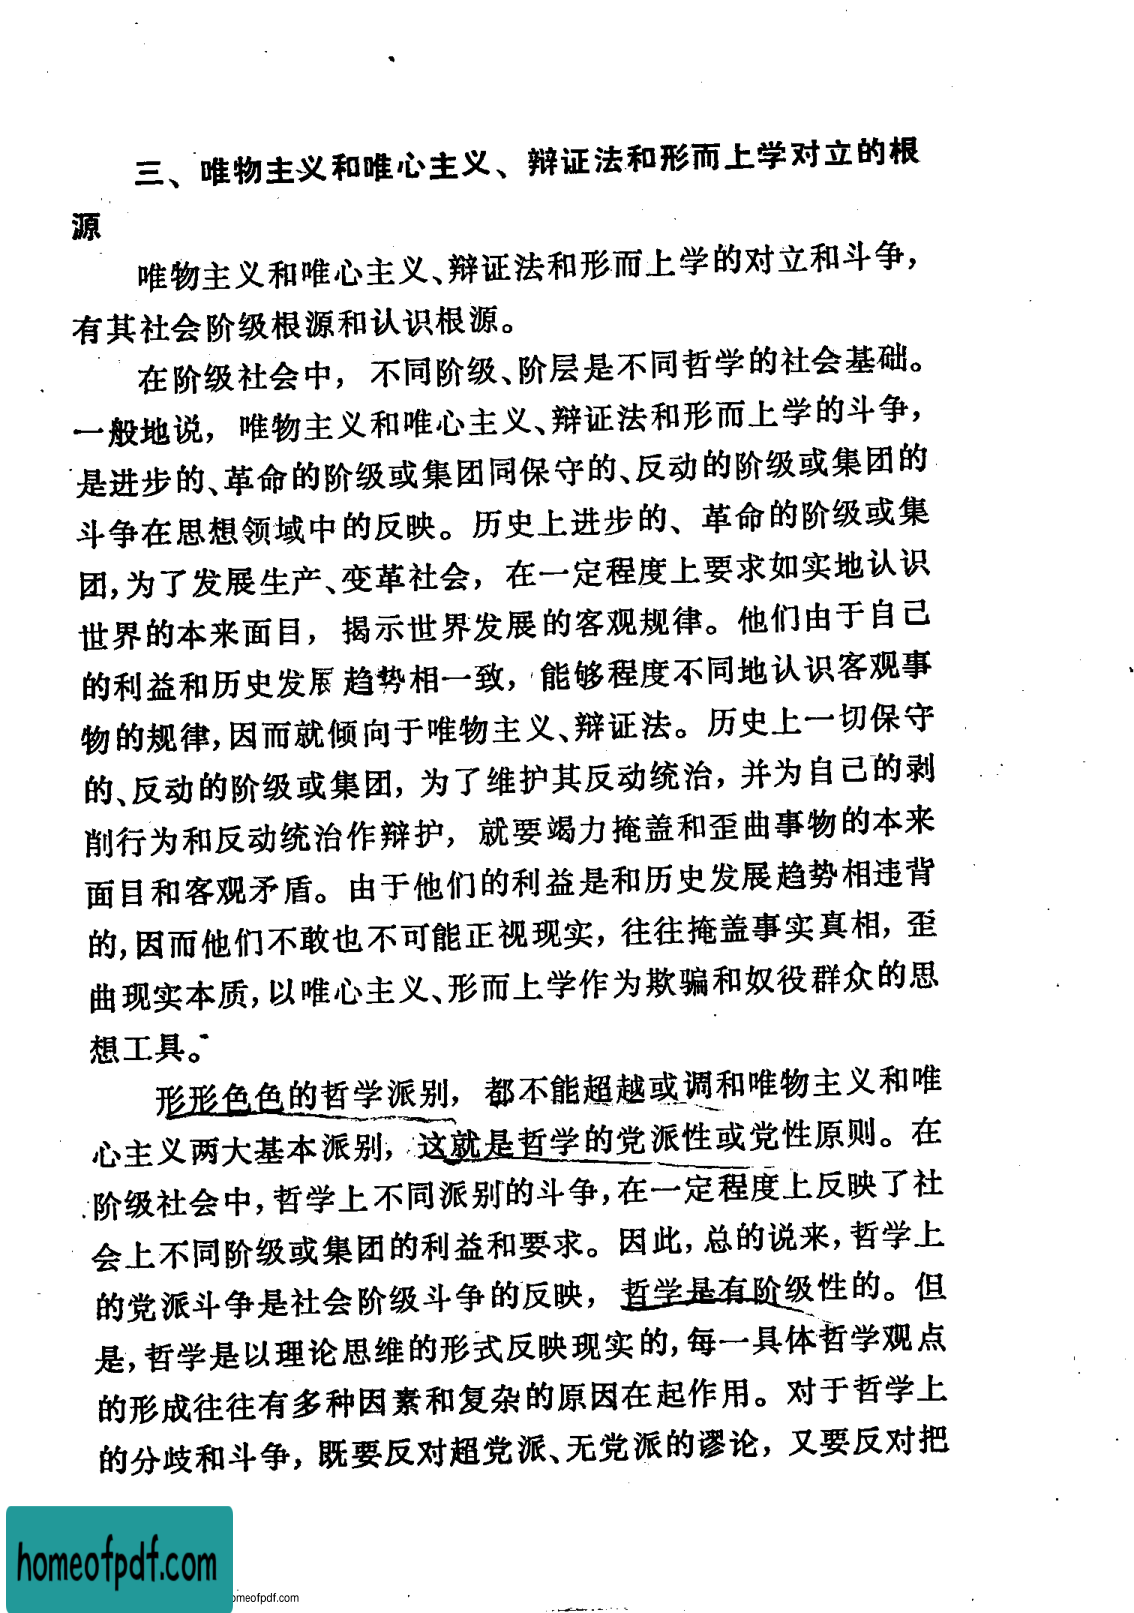 三、唯物主义和唯心主义、辩证法和形而上学对立的根
源
唯物主义和唯心主义、辩证法和形而上学的对立和斗争，
有其社会阶级根源和认识根源。
在阶级社会中，不同阶级、阶层是不同哲学的社会基础。
一般地说，唯物主义和唯心主义、辩证法和形而上学的斗争，
是进步的、革命的阶级或集团同保守的、反动的阶级或集团的
斗争在思想领域中的反映。历史上进步的、革命的阶级或集
团，为了发展生产、变革社会，在一定程度上要求如实地认识
世界的本来面目，揭示世界发展的客观规律。他们由于自己
的利益和历史发展趋势相一致，能够程度不同地认识客观事
物的规律，因而就倾向于唯物主义、辩证法。历史上一切保守
的、反动的阶级或集团，为了维护其反动统治，并为自己的剥
削行为和反动统治作辩护，就要竭力掩盖和歪曲事物的本来
面目和客观矛盾。由于他们的利益是和历史发展趋势相违背
的，因而他们不敢也不可能正视现实，往往掩盖事实真相，歪
曲现实本质，以唯心主义、形而上学作为欺骗和奴役群众的思
想工具。
形形色色的哲学派别，都不能超越或调和唯物主义和唯
心主义两大基本派别，这就是哲学的党派性或党性原则。在
阶级社会中，哲学上不同派别的斗争，在一定程度上反映了社
会上不同阶级或集团的利益和要求。因此，总的说来，哲学上
的党派斗争是社会阶级斗争的反映，哲学是有阶级性的。但
是，哲学是以理论思维的形式反映现实的，每一具体哲学观点
的形成往往有多种因素和复杂的原因在起作用。对于哲学上
的分歧和斗争，既要反对超党派、无党派的谬论，又要反对把
homeofpdf.com
omeofpdf.com